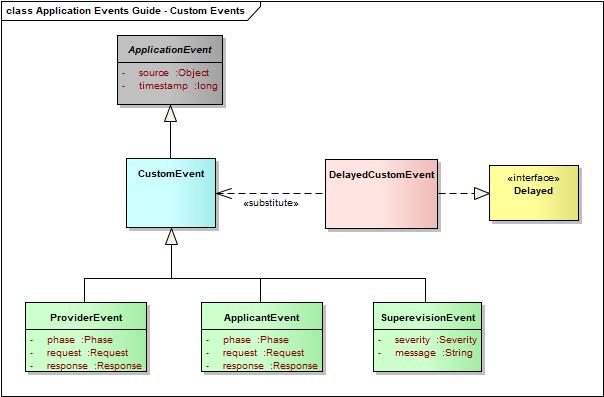 class Application Events Guide - Custom Events
ApplicationEvent
- source :Object
- timestamp :long
CustomEvent
DelayedCustomEvent
«interface»
Delayed
«substitute»
ProviderEvent
- phase :Phase
- request :Request
- response :Response
ApplicantEvent
- phase :Phase
- request :Request
- response :Response
SuperevisionEvent
- severity :Severity
- message :String